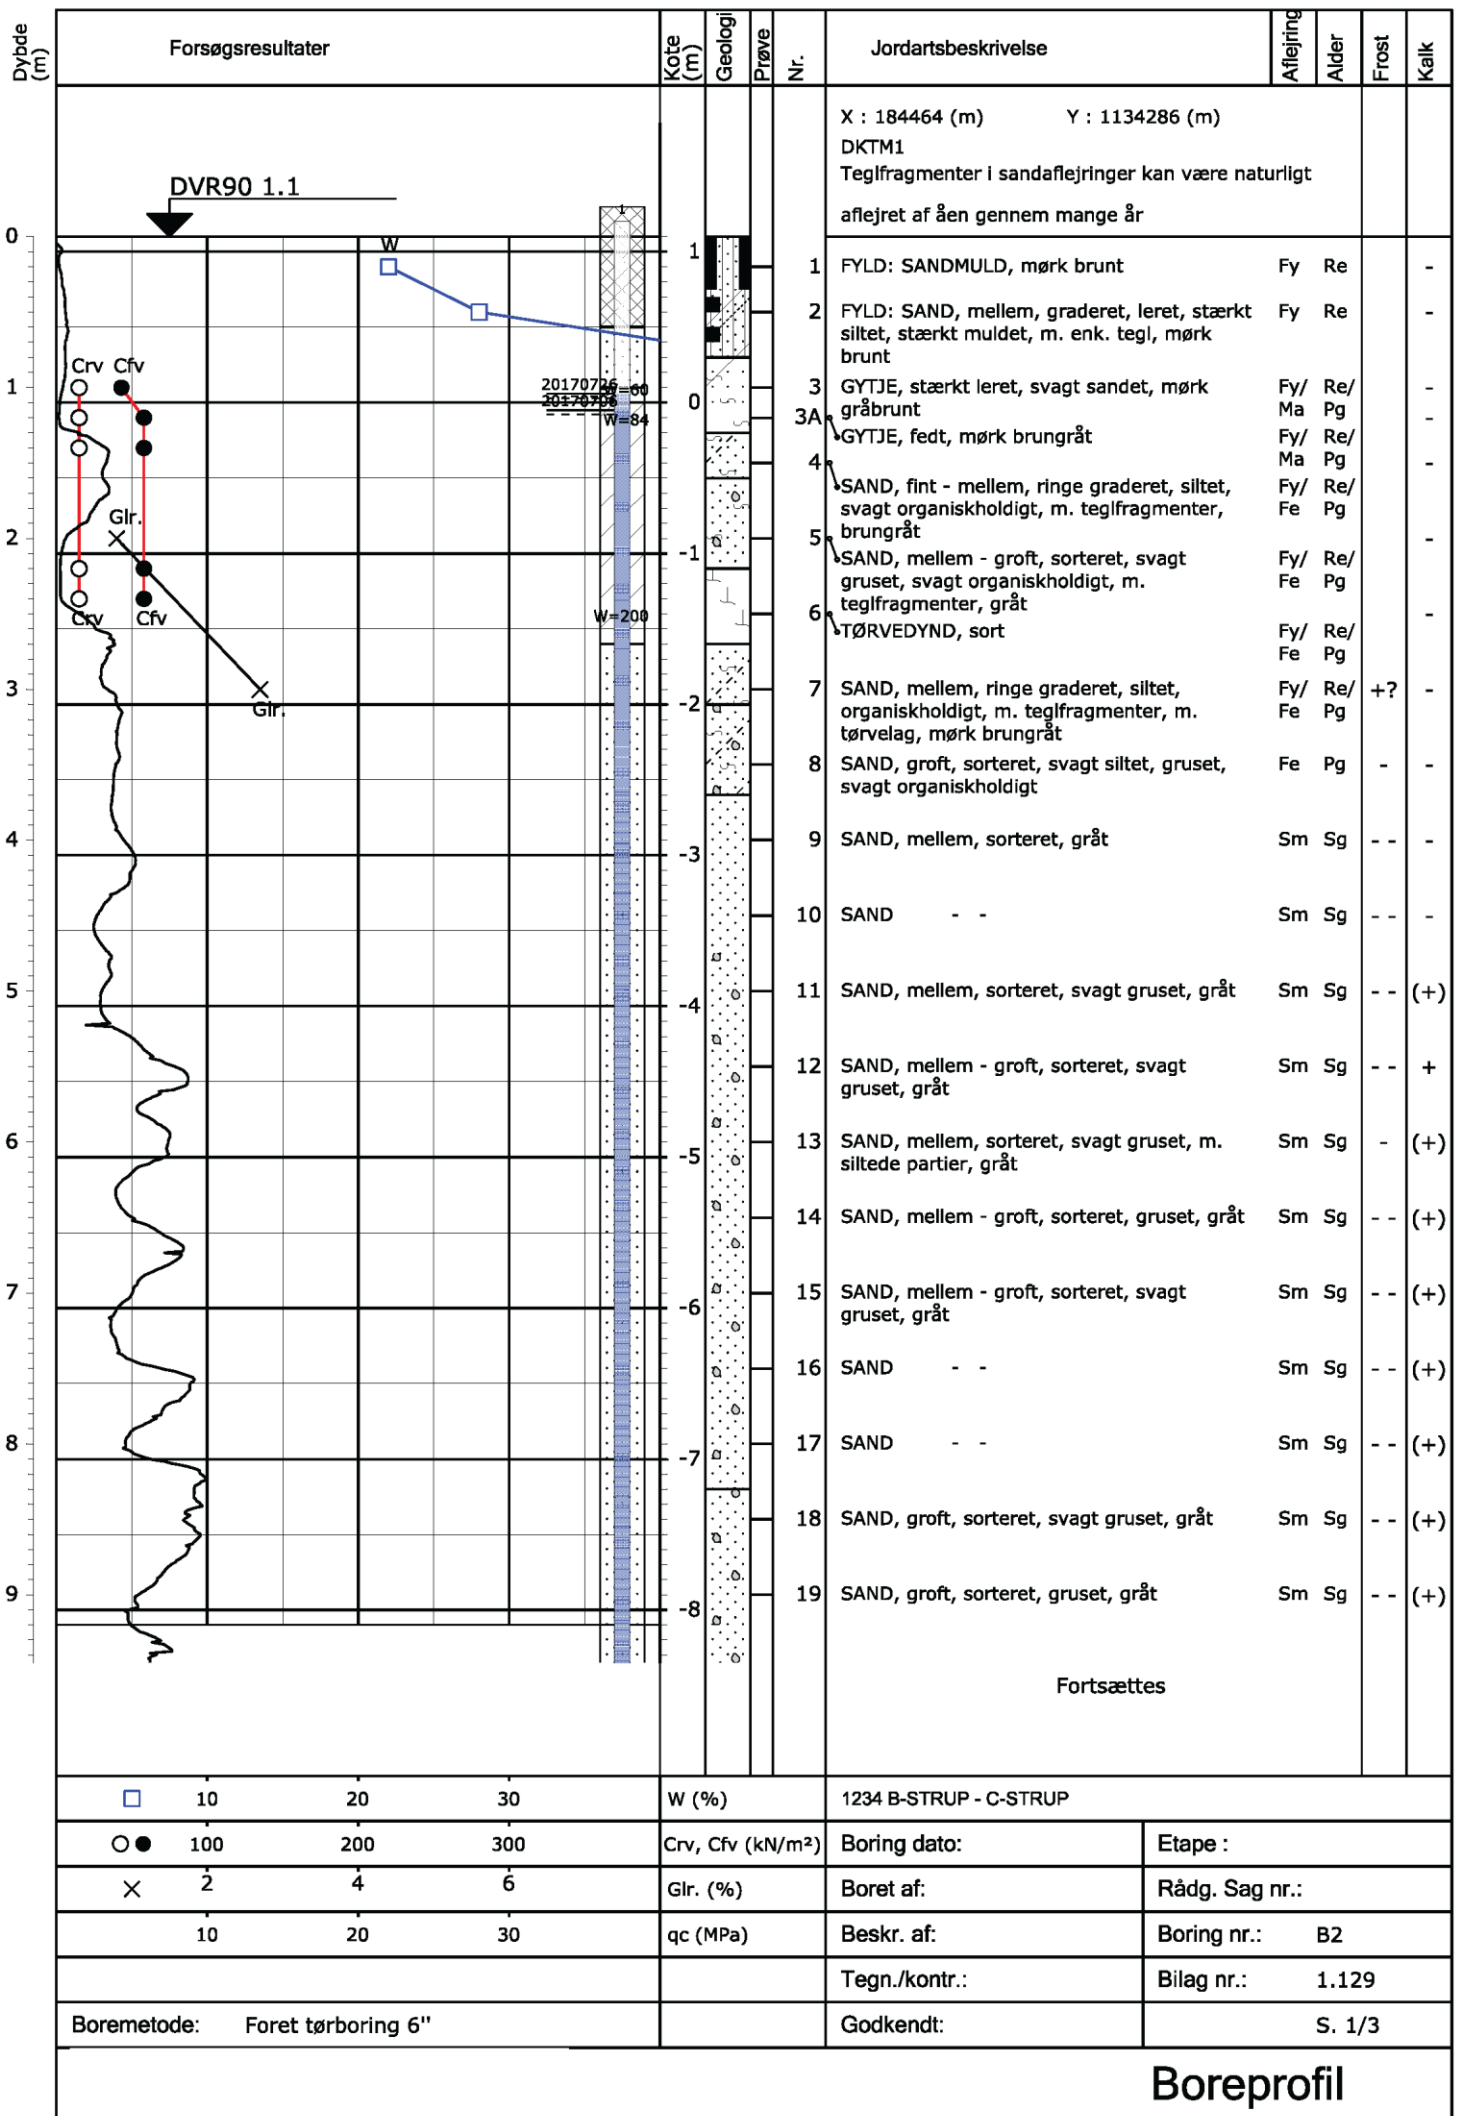 Dybde (m)
Forsøgsresultater
Kote (m)
Geologi
Prøve
Nr.
Jordartsbeskrivelse
Aflejring
Alder
Frost
Kalk
X : 184464 (m) Y : 1134286 (m)
DKTM1
Teglfragmenter i sandaflejringer kan være naturligt
aflejret af åen gennem mange år
DVR90 1.1
1
0
W
1
1 FYLD: SANDMULD, mørk brunt Fy Re -
2 FYLD: SAND, mellem, graderet, leret, stærkt Fy Re -
siltet, stærkt muldet, m. enk. tegl, mørk
brunt
Crv Cfv
1
20170726
W=60
0
20170706
W=84
3 GYTJE, stærkt leret, svagt sandet, mørk Fy/ Re/ -
3A gråbrunt Ma Pg -
GYTJE, fedt, mørk brungråt Fy/ Re/
4 Ma Pg -
SAND, fint - mellem, ringe graderet, siltet, Fy/ Re/
svagt organiskholdigt, m. teglfragmenter, Fe Pg
brungråt
Glr.
2
-1
5 -
SAND, mellem - groft, sorteret, svagt Fy/ Re/
gruset, svagt organiskholdigt, m. Fe Pg
teglfragmenter, gråt
Crv Cfv
W=200
6 -
TØRVEDYND, sort Fy/ Re/
Fe Pg
3
Glr.
-2
7 SAND, mellem, ringe graderet, siltet, Fy/ Re/ +? -
organiskholdigt, m. teglfragmenter, m. Fe Pg
tørvelag, mørk brungråt
8 SAND, groft, sorteret, svagt siltet, gruset, Fe Pg - -
svagt organiskholdigt
4
-3
9 SAND, mellem, sorteret, gråt Sm Sg - - -
10 SAND - - Sm Sg - - -
5
-4
11 SAND, mellem, sorteret, svagt gruset, gråt Sm Sg - - (+)
12 SAND, mellem - groft, sorteret, svagt Sm Sg - - +
gruset, gråt
6
-5
13 SAND, mellem, sorteret, svagt gruset, m. Sm Sg - (+)
siltede partier, gråt
14 SAND, mellem - groft, sorteret, gruset, gråt Sm Sg - - (+)
7
-6
15 SAND, mellem - groft, sorteret, svagt Sm Sg - - (+)
gruset, gråt
16 SAND - - Sm Sg - - (+)
8
-7
17 SAND - - Sm Sg - - (+)
18 SAND, groft, sorteret, svagt gruset, gråt Sm Sg - - (+)
9
-8
19 SAND, groft, sorteret, gruset, gråt Sm Sg - - (+)
Fortsættes
10 20 30 W (%)
1234 B-STRUP - C-STRUP
100 200 300 Crv, Cfv (kN/m²)
Boring dato: Etape :
2 4 6 Glr. (%)
Boret af: Rådg. Sag nr.:
10 20 30 qc (MPa)
Beskr. af: Boring nr.: B2
Tegn./kontr.: Bilag nr.: 1.129
Boremetode: Foret tørboring 6"
Godkendt: S. 1/3
Boreprofil